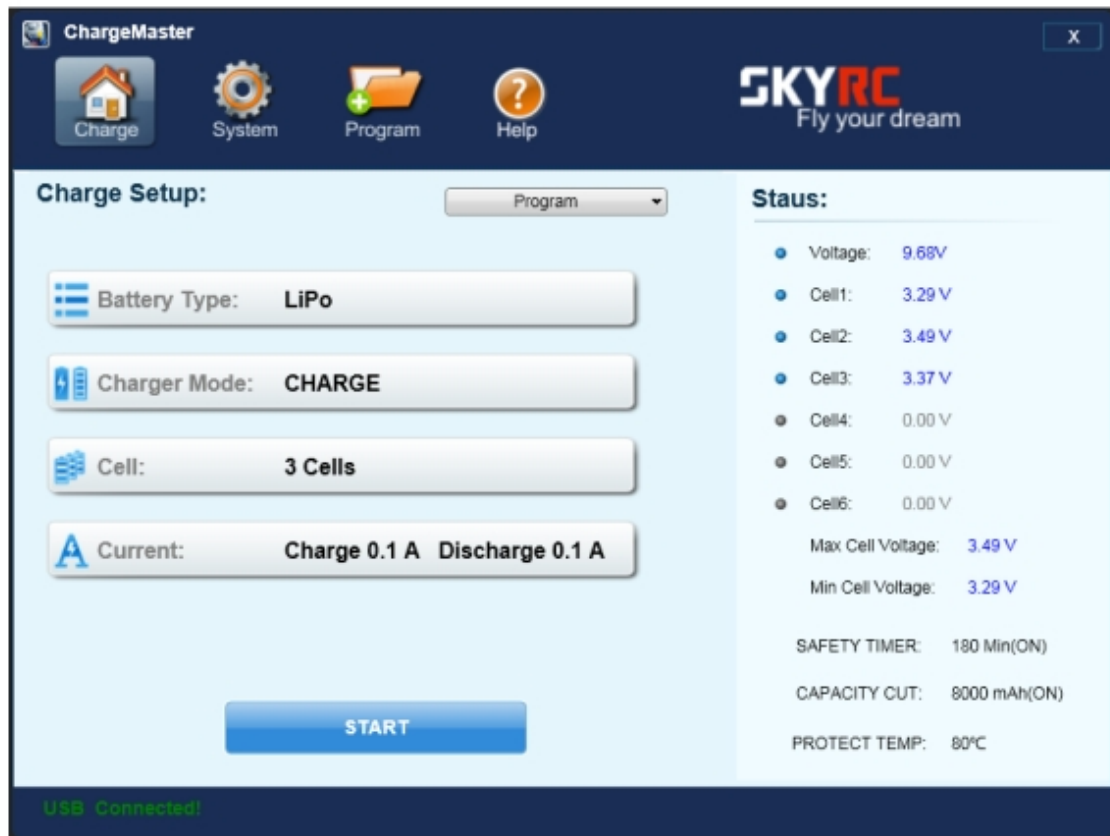 ChargeMaster
X
Charge
System
Program
Help
SKYRC
Fly your dream
Charge Setup:
Program
Battery Type: LiPo
Charger Mode: CHARGE
Cell: 3 Cells
Current: Charge 0.1 A Discharge 0.1 A
START
Staus:
Voltage: 9.68V
Cell1: 3.29 V
Cell2: 3.49 V
Cell3: 3.37 V
Cell4: 0.00 V
Cell5: 0.00 V
Cell6: 0.00 V
Max Cell Voltage: 3.49 V
Min Cell Voltage: 3.29 V
SAFETY TIMER: 180 Min(ON)
CAPACITY CUT: 8000 mAh(ON)
PROTECT TEMP: 80℃
USB Connected!